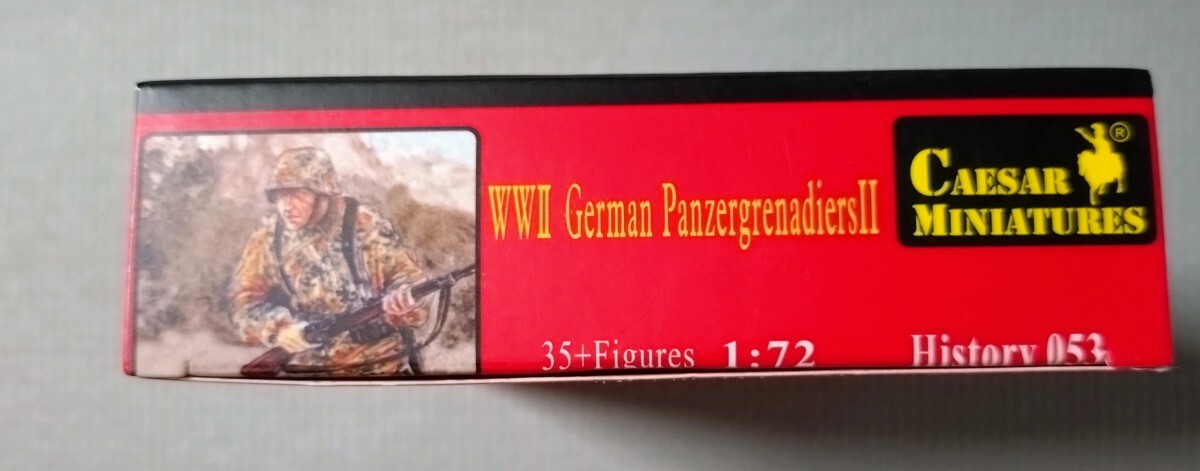 WWII German PanzergrenadiersII
CAESAR ®
MINIATURES
35+Figures 1:72 History 053